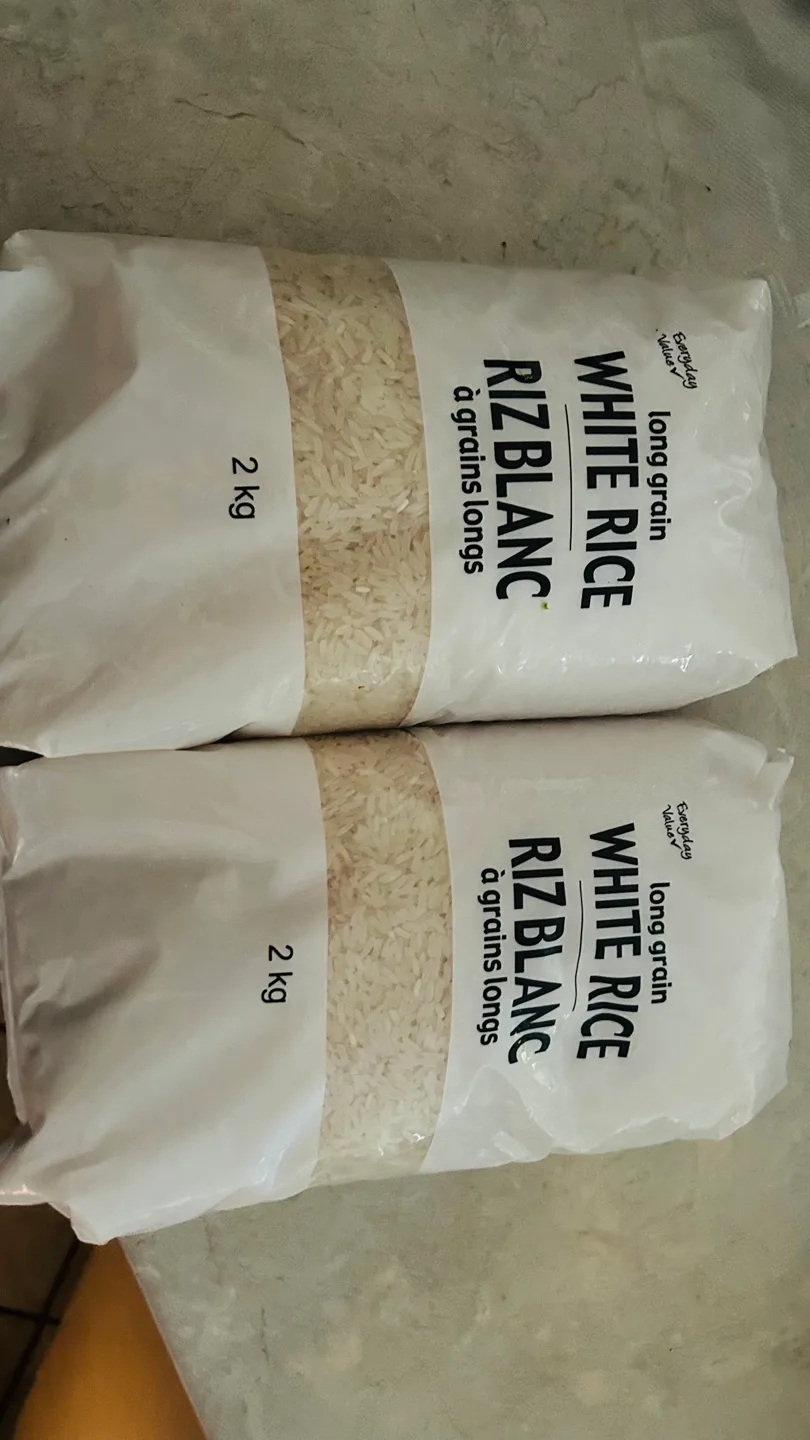 Everyday
Value
long grain
WHITE RICE
RIZ BLANC
à grains longs
2 kg
Everyday
Value
long grain
WHITE RICE
RIZ BLANC
à grains longs
2 kg